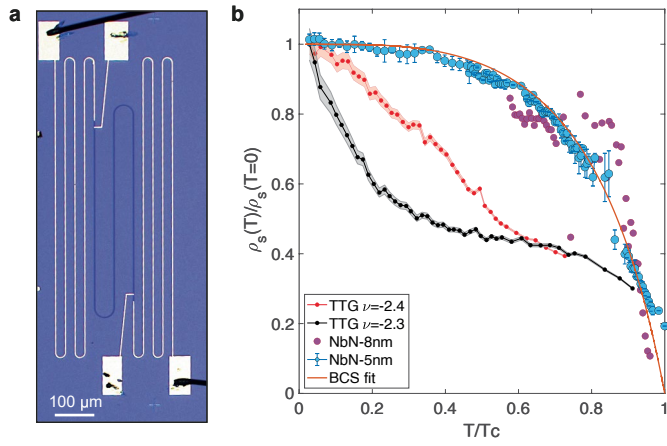 a
100 μm
b
ρs(T)/ρs(T=0)
1
0.8
0.6
0.4
0.2
0
TTG ν=-2.4
TTG ν=-2.3
NbN-8nm
NbN-5nm
BCS fit
0 0.2 0.4 0.6 0.8 1
T/Tc